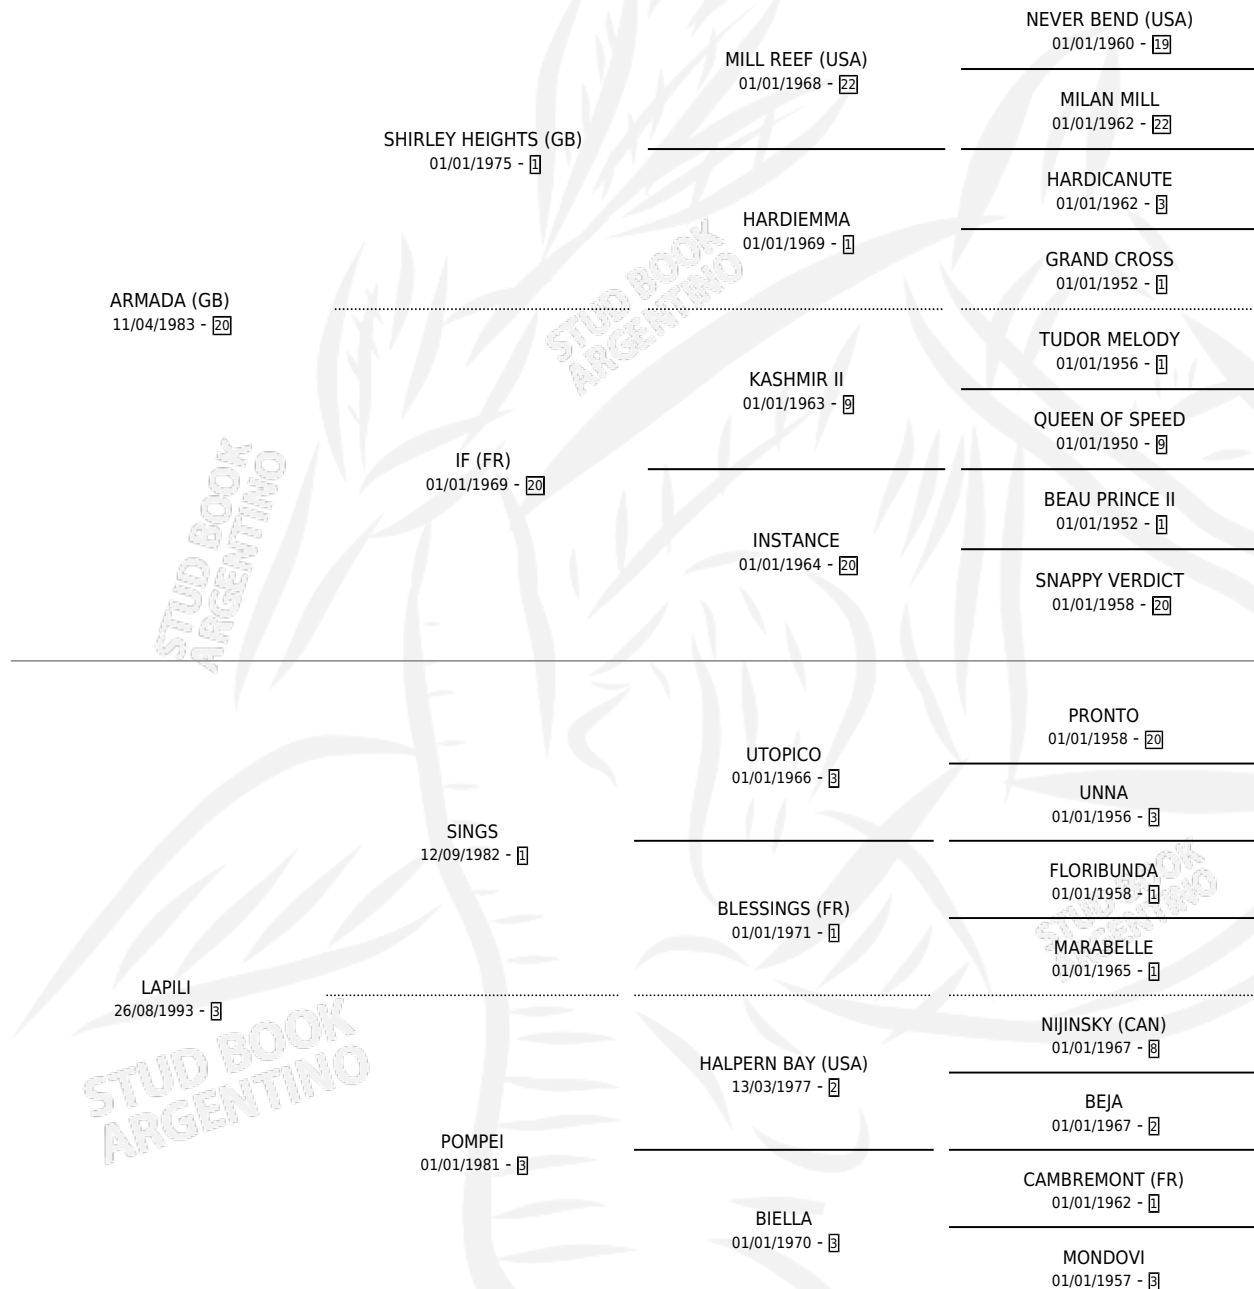 NEVER BEND (USA)
01/01/1960 - 19
MILL REEF (USA)
01/01/1968 - 22
MILAN MILL
01/01/1962 - 22
SHIRLEY HEIGHTS (GB)
01/01/1975 - 1
HARDICANUTE
01/01/1962 - 3
HARDIEMMA
01/01/1969 - 1
GRAND CROSS
01/01/1952 - 1
ARMADA (GB)
11/04/1983 - 20
TUDOR MELODY
01/01/1956 - 1
KASHMIR II
01/01/1963 - 9
QUEEN OF SPEED
01/01/1950 - 9
IF (FR)
01/01/1969 - 20
BEAU PRINCE II
01/01/1952 - 1
INSTANCE
01/01/1964 - 20
SNAPPY VERDICT
01/01/1958 - 20
PRONTO
01/01/1958 - 20
UTOPICO
01/01/1966 - 3
UNNA
01/01/1956 - 3
SINGS
12/09/1982 - 1
FLORIBUNDA
01/01/1958 - 1
BLESSINGS (FR)
01/01/1971 - 1
MARABELLE
01/01/1965 - 1
LAPILI
26/08/1993 - 3
NIJINSKY (CAN)
01/01/1967 - 8
HALPERN BAY (USA)
13/03/1977 - 2
BEJA
01/01/1967 - 2
POMPEI
01/01/1981 - 3
CAMBREMONT (FR)
01/01/1962 - 1
BIELLA
01/01/1970 - 3
MONDOVI
01/01/1957 - 3
STUD BOOK
ARGENTINO
STUD BOOK
ARGENTINO
STUD BOOK
ARGENTINO
STUD BOOK
ARGENTINO